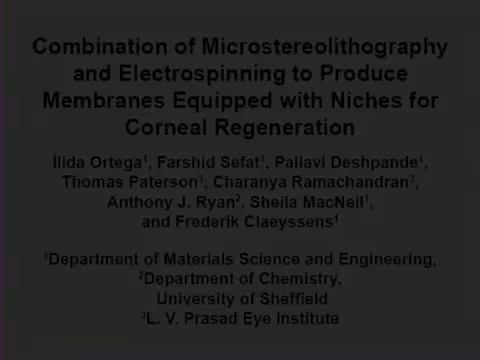 Combination of Microstereolithography
and Electrospinning to Produce
Membranes Equipped with Niches for
Corneal Regeneration
Ílida Ortega¹, Farshid Sefat¹, Pallavi Deshpande¹,
Thomas Paterson¹, Charanya Ramachandran³,
Anthony J. Ryan², Sheila MacNeil¹,
and Frederik Claeyssens¹
¹Department of Materials Science and Engineering,
²Department of Chemistry.
University of Sheffield
³L. V. Prasad Eye Institute